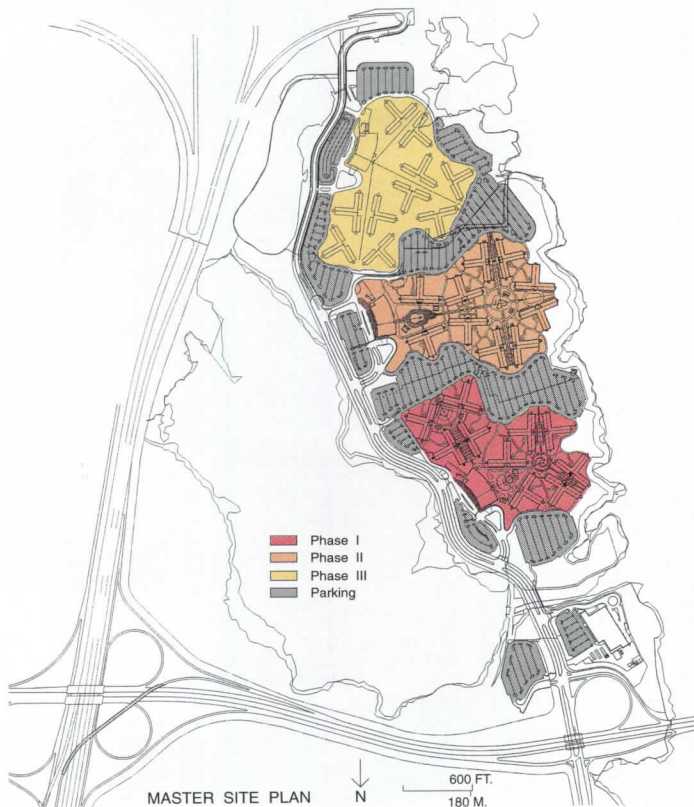 Phase I
Phase II
Phase III
Parking
MASTER SITE PLAN
N
600 FT.
180 M.